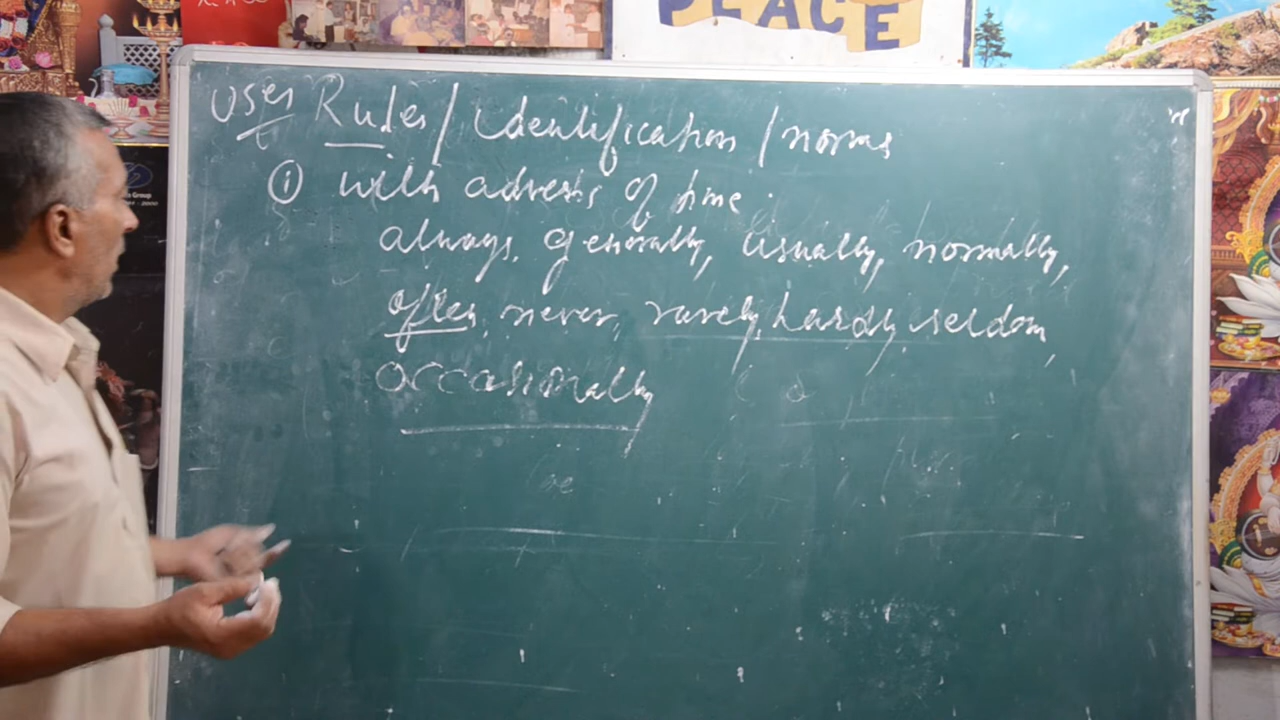 PLACE
Uses Rules / Identification / norms
① with adverbs of time.
always, generally, usually, normally,
often, never, rarely, hardly, seldom,
occasionally